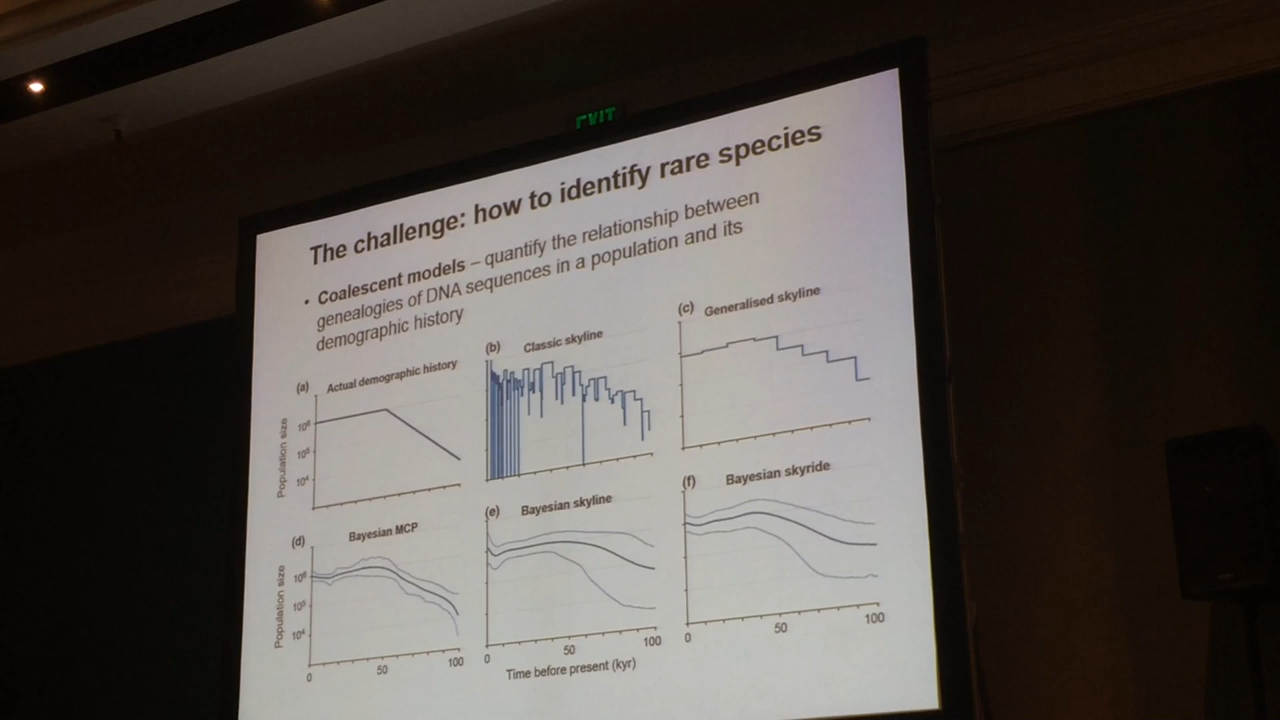 EXIT
The challenge: how to identify rare species
• Coalescent models – quantify the relationship between
genealogies of DNA sequences in a population and its
demographic history
(a) Actual demographic history
Population size
10⁶
10⁵
10⁴
(b) Classic skyline
(c) Generalised skyline
(d) Bayesian MCP
Population size
10⁶
10⁵
10⁴
0 50 100
(e) Bayesian skyline
0 50 100
Time before present (kyr)
(f) Bayesian skyride
0 50 100